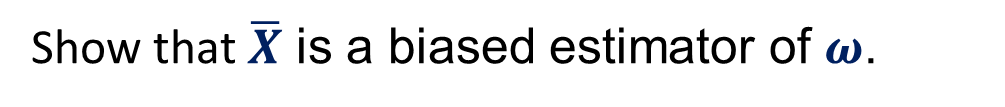 Show that X̅ is a biased estimator of ω.